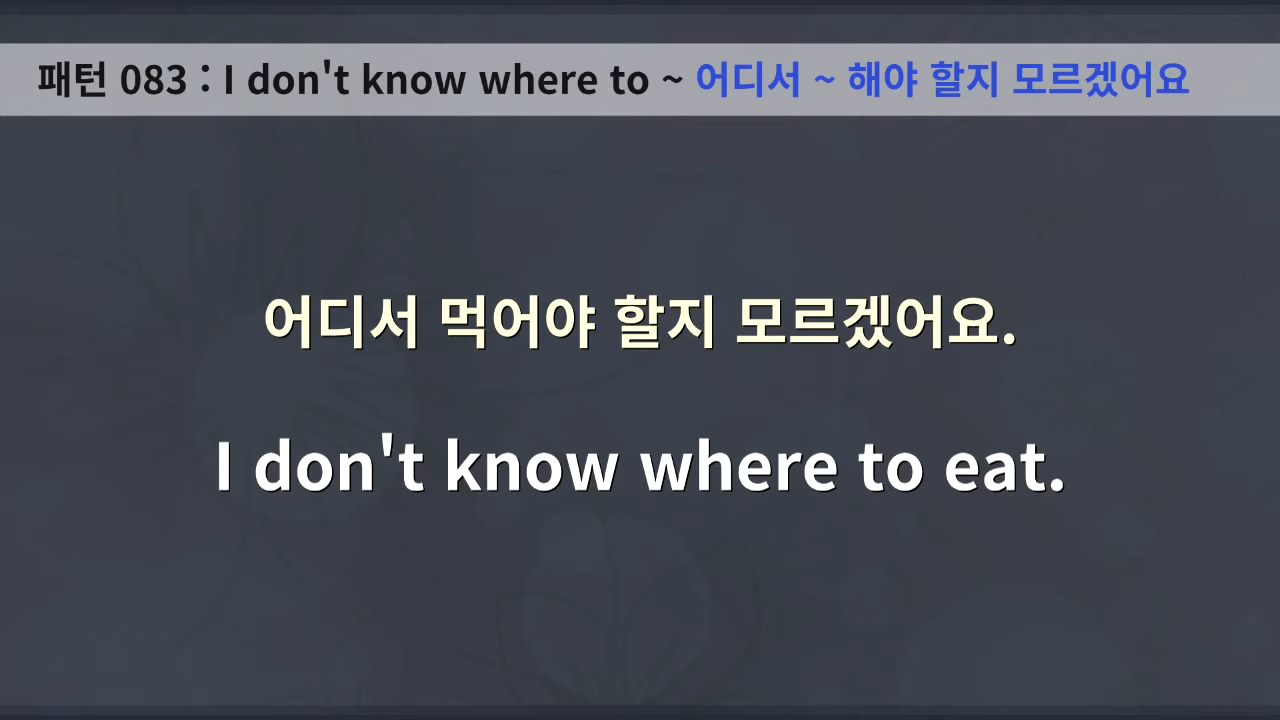 패턴 083 : I don't know where to ~ 어디서 ~ 해야 할지 모르겠어요
어디서 먹어야 할지 모르겠어요.
I don't know where to eat.